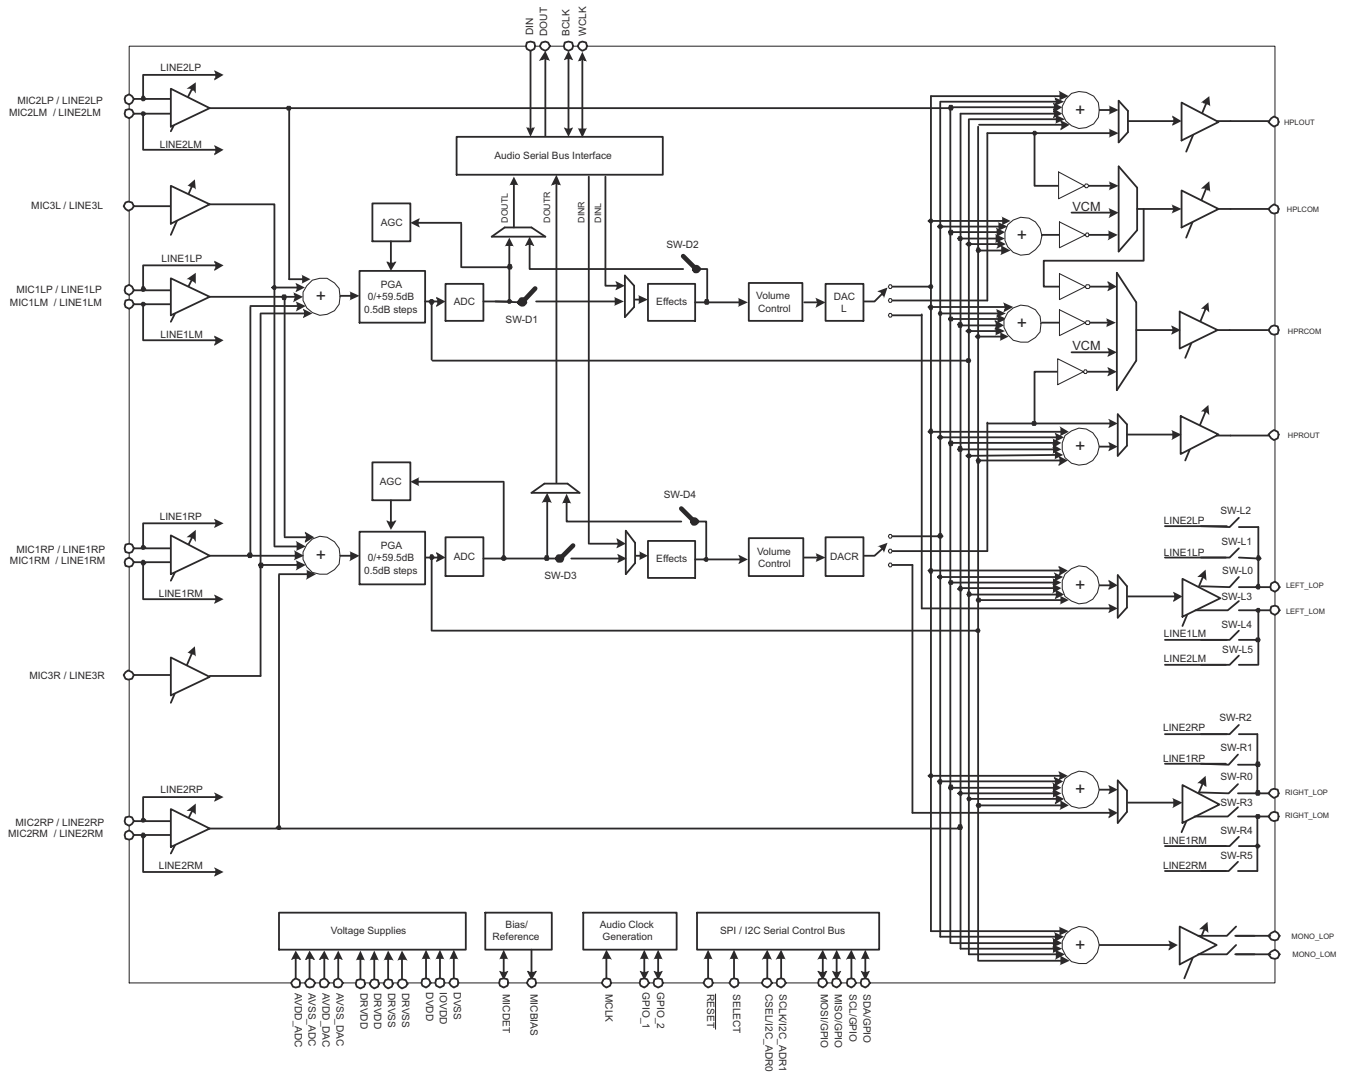 DIN
DOUT
BCLK
WCLK
LINE2LP
MIC2LP / LINE2LP
MIC2LM / LINE2LM
LINE2LM
+
HPLOUT
Audio Serial Bus Interface
MIC3L / LINE3L
AGC
DOUTL
DOUTR
DINR
DINL
VCM
HPLCOM
+
SW-D2
LINE1LP
MIC1LP / LINE1LP
MIC1LM / LINE1LM
LINE1LM
+
PGA
0/+59.5dB
0.5dB steps
ADC
SW-D1
Effects
Volume
Control
DAC
L
+
VCM
HPRCOM
HPROUT
+
AGC
SW-D4
LINE1RP
MIC1RP / LINE1RP
MIC1RM / LINE1RM
LINE1RM
+
PGA
0/+59.5dB
0.5dB steps
ADC
SW-D3
Effects
Volume
Control
DACR
+
SW-L2
LINE2LP
SW-L1
LINE1LP
SW-L0
LEFT_LOP
SW-L3
LEFT_LOM
SW-L4
LINE1LM
SW-L5
LINE2LM
MIC3R / LINE3R
SW-R2
LINE2RP
SW-R1
LINE1RP
SW-R0
RIGHT_LOP
SW-R3
RIGHT_LOM
SW-R4
LINE1RM
SW-R5
LINE2RM
+
LINE2RP
MIC2RP / LINE2RP
MIC2RM / LINE2RM
LINE2RM
Voltage Supplies
Bias/
Reference
Audio Clock
Generation
SPI / I2C Serial Control Bus
+
MONO_LOP
MONO_LOM
AVDD_ADC
AVSS_ADC
AVDD_DAC
AVSS_DAC
DRVDD
DRVDD
DRVSS
DRVSS
DVDD
IOVDD
DVSS
MICDET
MICBIAS
MCLK
GPIO_1
GPIO_2
RESET
SELECT
CSEL/I2C_ADR0
SCLK/I2C_ADR1
MOSI/GPIO
MISO/GPIO
SCL/GPIO
SDA/GPIO